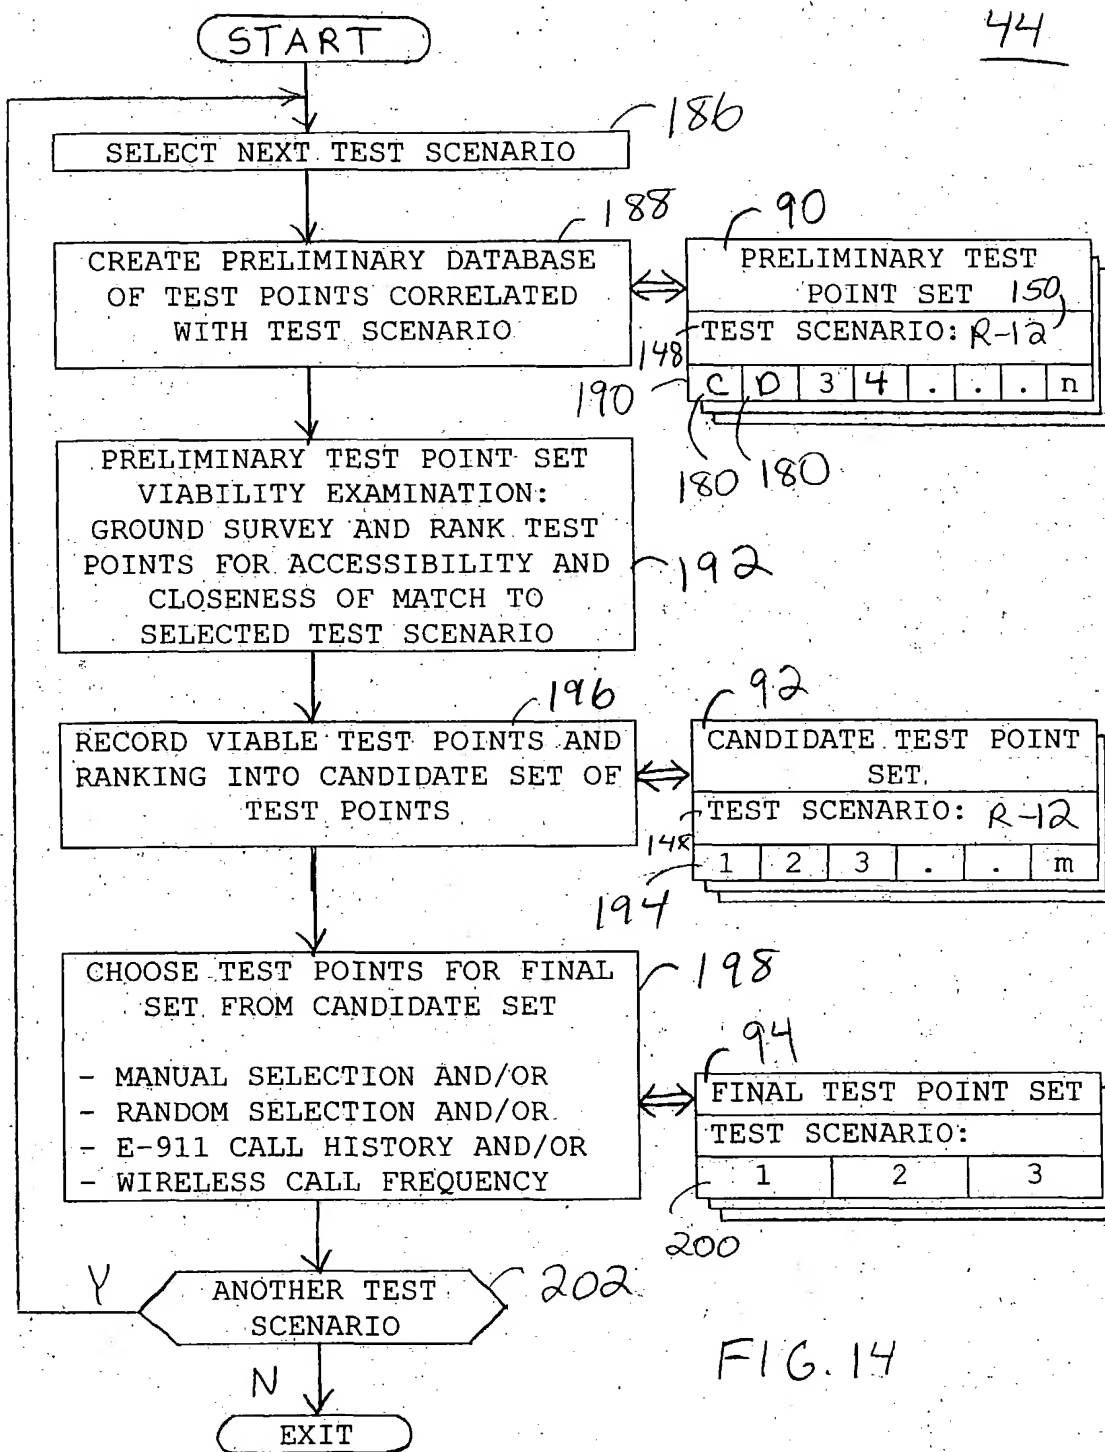 44
START
186
SELECT NEXT TEST SCENARIO
188
CREATE PRELIMINARY DATABASE
OF TEST POINTS CORRELATED
WITH TEST SCENARIO
90
PRELIMINARY TEST
POINT SET 150
TEST SCENARIO: R-12
148
190
C D 3 4 . . . n
180 180
PRELIMINARY TEST POINT SET
VIABILITY EXAMINATION:
GROUND SURVEY AND RANK TEST
POINTS FOR ACCESSIBILITY AND
CLOSENESS OF MATCH TO
SELECTED TEST SCENARIO
192
196
RECORD VIABLE TEST POINTS AND
RANKING INTO CANDIDATE SET OF
TEST POINTS
92
CANDIDATE TEST POINT
SET
TEST SCENARIO: R-12
148
1 2 3 . . m
194
CHOOSE TEST POINTS FOR FINAL
SET FROM CANDIDATE SET
- MANUAL SELECTION AND/OR
- RANDOM SELECTION AND/OR
- E-911 CALL HISTORY AND/OR
- WIRELESS CALL FREQUENCY
198
94
FINAL TEST POINT SET
TEST SCENARIO:
1 2 3
200
Y
ANOTHER TEST
SCENARIO
202
N
EXIT
FIG. 14